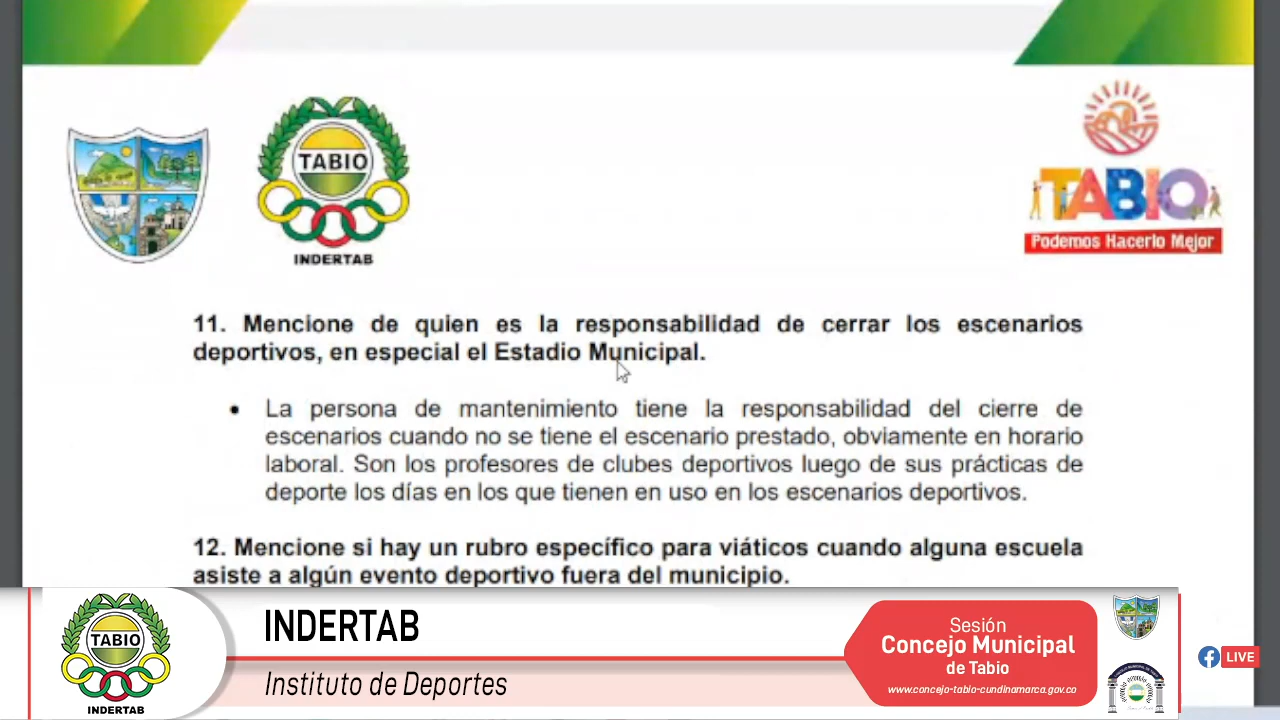 TABIO
INDERTAB
TABIO
Podemos Hacerlo Mejor
11. Mencione de quien es la responsabilidad de cerrar los escenarios
deportivos, en especial el Estadio Municipal.
• La persona de mantenimiento tiene la responsabilidad del cierre de
escenarios cuando no se tiene el escenario prestado, obviamente en horario
laboral. Son los profesores de clubes deportivos luego de sus prácticas de
deporte los días en los que tienen en uso en los escenarios deportivos.
12. Mencione si hay un rubro específico para viáticos cuando alguna escuela
asiste a algún evento deportivo fuera del municipio.
TABIO
INDERTAB
INDERTAB
Instituto de Deportes
Sesión
Concejo Municipal
de Tabio
www.concejo-tabio-cundinamarca.gov.co
LIVE